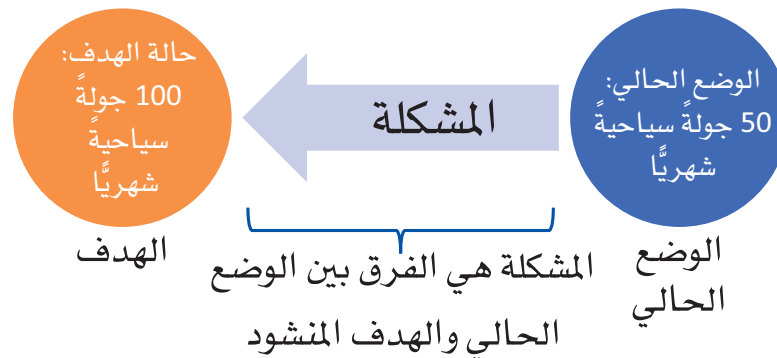 الوضع الحالي:
50 جولةً سياحيةً
شهريًّا
المشكلة
حالة الهدف:
100 جولةً
سياحيةً
شهريًّا
الوضع
الحالي
المشكلة هي الفرق بين الوضع
الحالي والهدف المنشود
الهدف